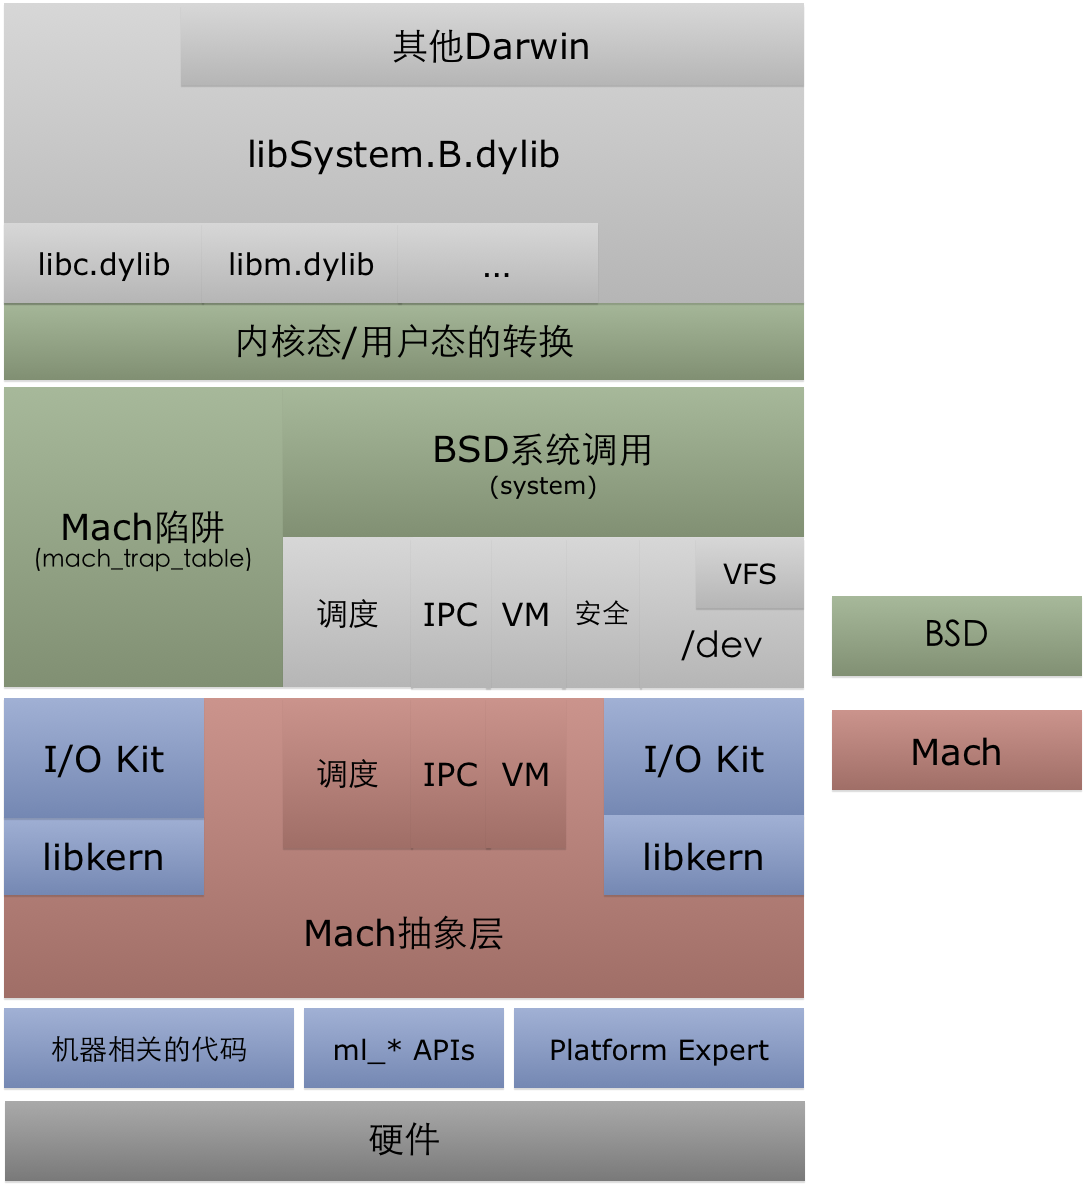 其他Darwin
libSystem.B.dylib
libc.dylib
libm.dylib
...
内核态/用户态的转换
Mach陷阱
(mach_trap_table)
BSD系统调用
(system)
调度
IPC
VM
安全
VFS
/dev
BSD
Mach
I/O Kit
libkern
调度
IPC
VM
I/O Kit
libkern
Mach抽象层
机器相关的代码
ml_* APIs
Platform Expert
硬件